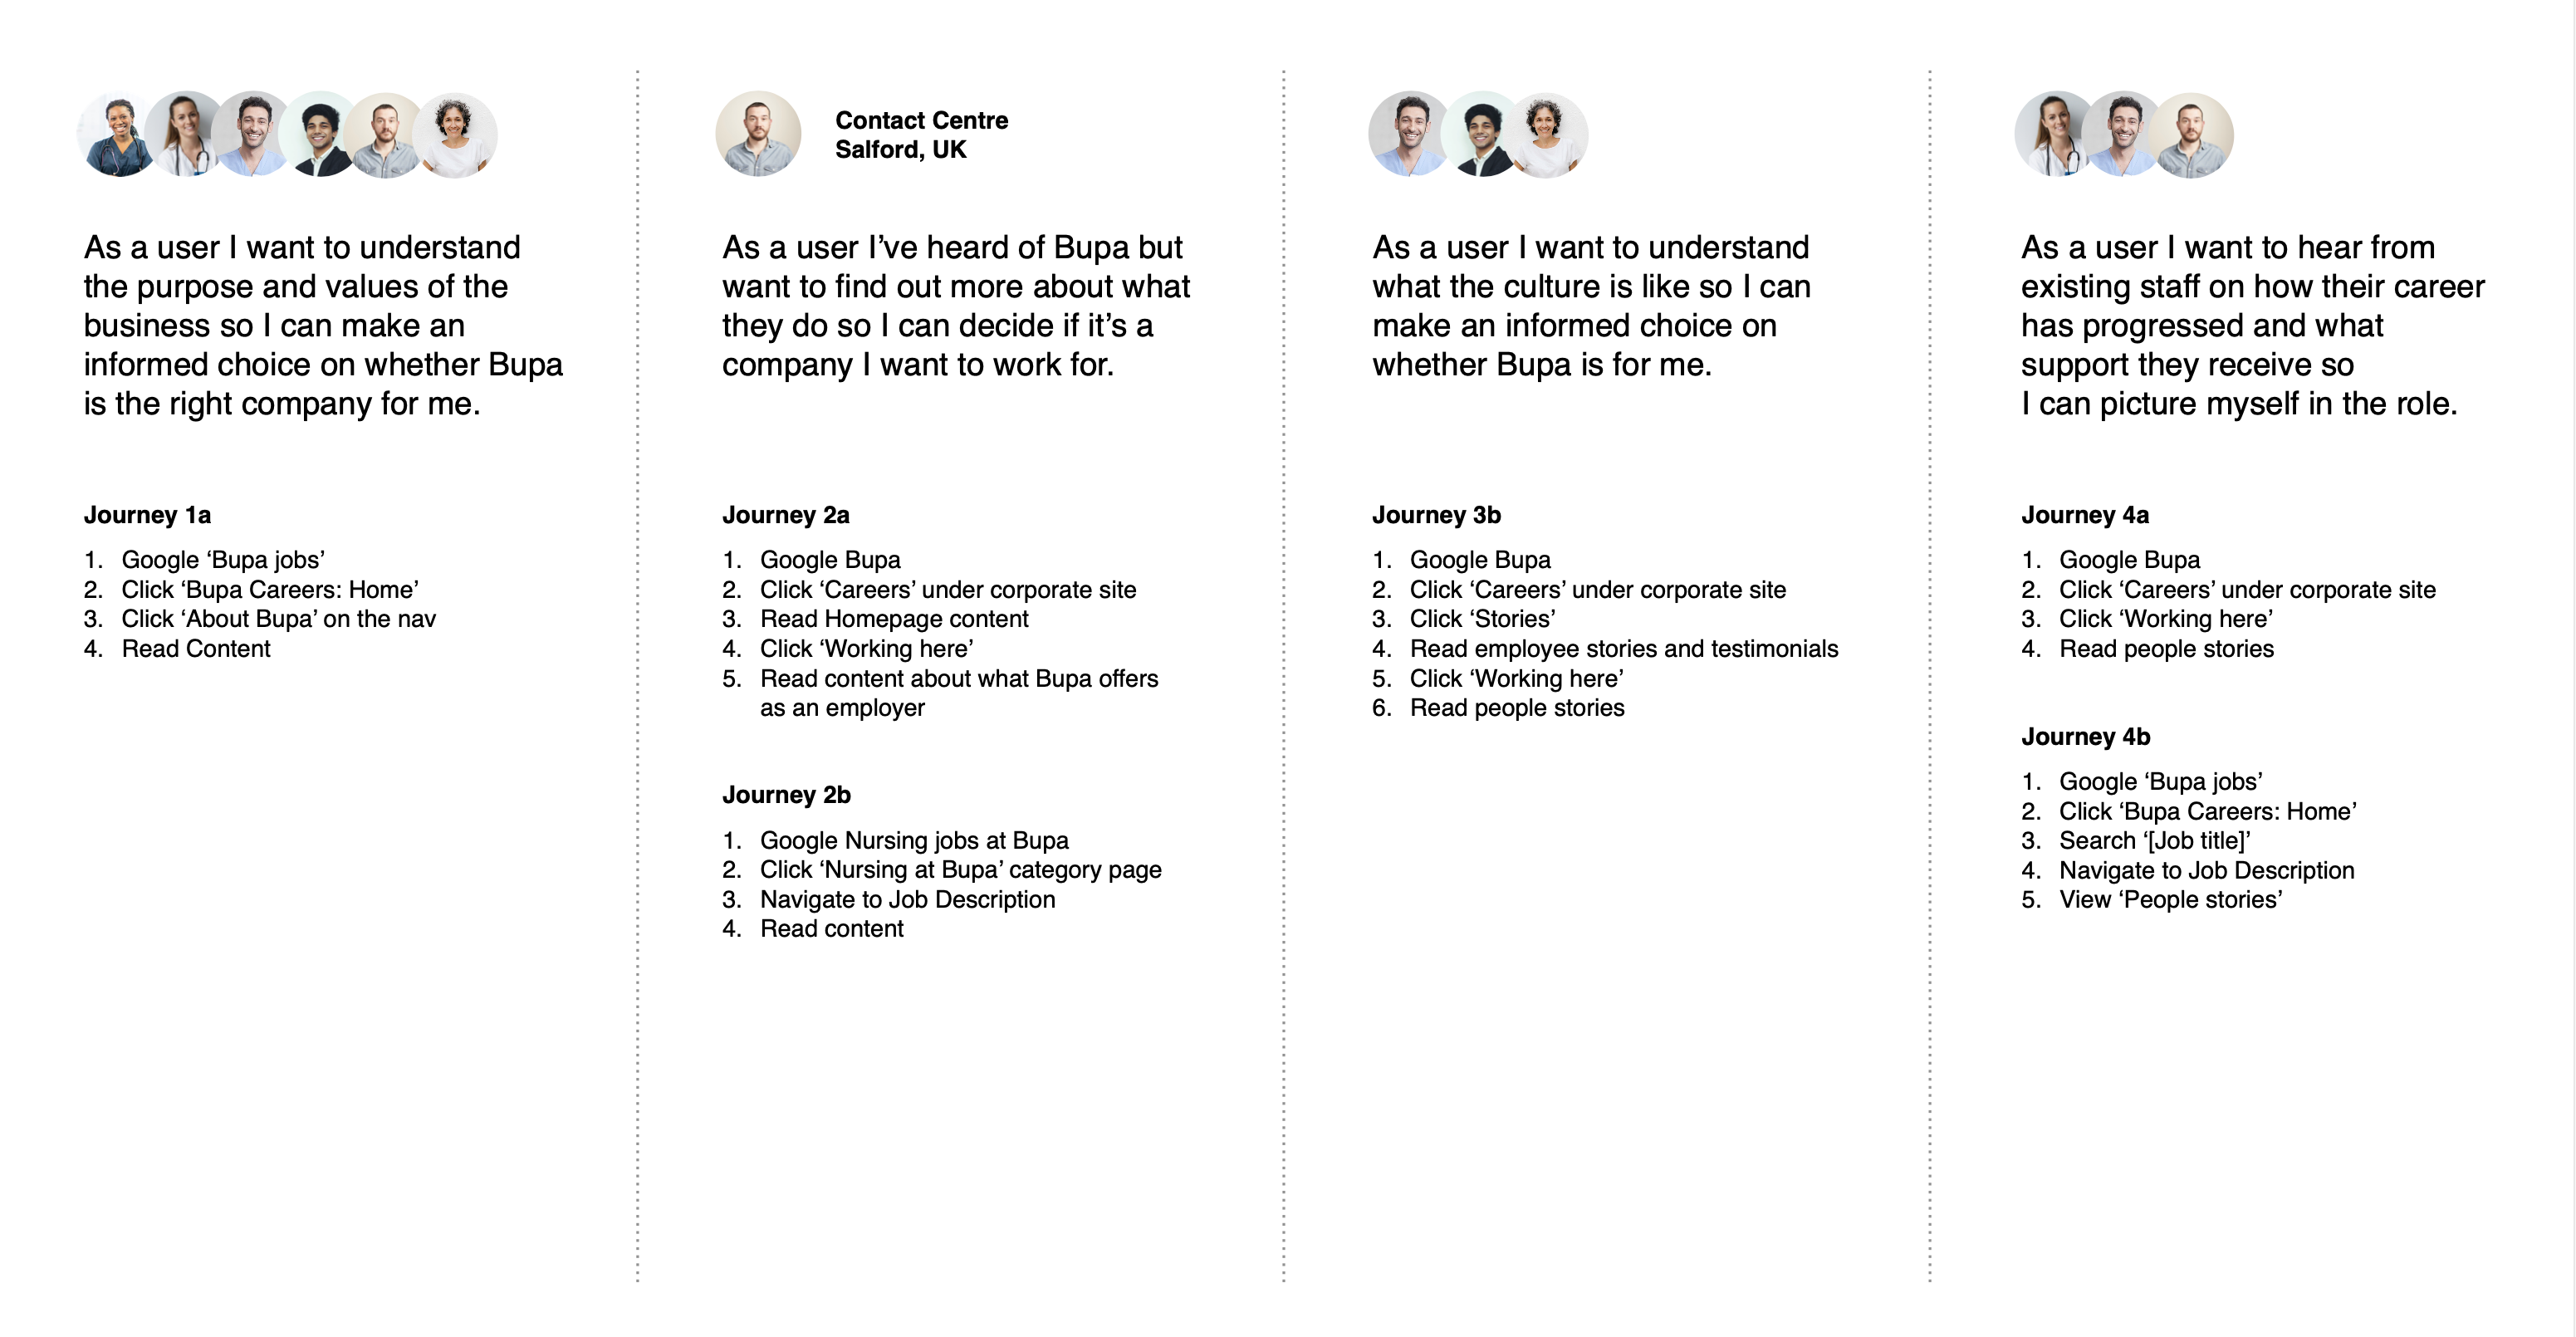 Contact Centre
Salford, UK
As a user I want to understand
the purpose and values of the
business so I can make an
informed choice on whether Bupa
is the right company for me.
Journey 1a
1. Google ‘Bupa jobs’
2. Click ‘Bupa Careers: Home’
3. Click ‘About Bupa’ on the nav
4. Read Content
As a user I’ve heard of Bupa but
want to find out more about what
they do so I can decide if it’s a
company I want to work for.
Journey 2a
1. Google Bupa
2. Click ‘Careers’ under corporate site
3. Read Homepage content
4. Click ‘Working here’
5. Read content about what Bupa offers
as an employer
Journey 2b
1. Google Nursing jobs at Bupa
2. Click ‘Nursing at Bupa’ category page
3. Navigate to Job Description
4. Read content
As a user I want to understand
what the culture is like so I can
make an informed choice on
whether Bupa is for me.
Journey 3b
1. Google Bupa
2. Click ‘Careers’ under corporate site
3. Click ‘Stories’
4. Read employee stories and testimonials
5. Click ‘Working here’
6. Read people stories
As a user I want to hear from
existing staff on how their career
has progressed and what
support they receive so
I can picture myself in the role.
Journey 4a
1. Google Bupa
2. Click ‘Careers’ under corporate site
3. Click ‘Working here’
4. Read people stories
Journey 4b
1. Google ‘Bupa jobs’
2. Click ‘Bupa Careers: Home’
3. Search ‘[Job title]’
4. Navigate to Job Description
5. View ‘People stories’